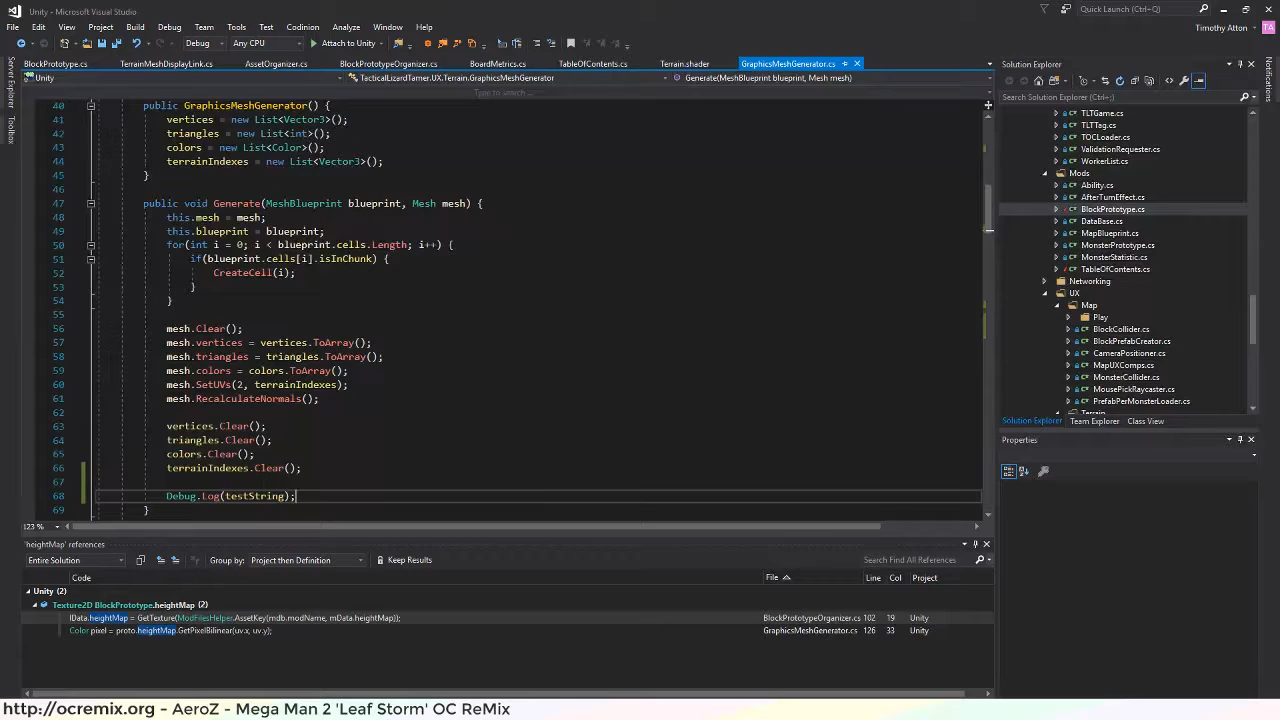 Unity - Microsoft Visual Studio
Quick Launch (Ctrl+Q)
File Edit View Project Build Debug Team Tools Test CodeMaid Analyze Window Help
Timothy Atton TA
Debug Any CPU Attach to Unity
Server Explorer
Toolbox
Notifications
BlockPrototype.cs TerrainMeshDisplayLink.cs AssetOrganizer.cs BlockPrototypeOrganizer.cs BoardMetrics.cs TableOfContents.cs Terrain.shader GraphicsMeshGenerator.cs
Unity TacticalLizardTamer.UX.Terrain.GraphicsMeshGenerator Generate(MeshBlueprint blueprint, Mesh mesh)
Type to search ...
40 public GraphicsMeshGenerator() {
41 vertices = new List<Vector3>();
42 triangles = new List<int>();
43 colors = new List<Color>();
44 terrainIndexes = new List<Vector3>();
45 }
46
47 public void Generate(MeshBlueprint blueprint, Mesh mesh) {
48 this.mesh = mesh;
49 this.blueprint = blueprint;
50 for(int i = 0; i < blueprint.cells.Length; i++) {
51 if(blueprint.cells[i].isInChunk) {
52 CreateCell(i);
53 }
54 }
55
56 mesh.Clear();
57 mesh.vertices = vertices.ToArray();
58 mesh.triangles = triangles.ToArray();
59 mesh.colors = colors.ToArray();
60 mesh.SetUVs(2, terrainIndexes);
61 mesh.RecalculateNormals();
62
63 vertices.Clear();
64 triangles.Clear();
65 colors.Clear();
66 terrainIndexes.Clear();
67
68 Debug.Log(testString);
69 }
123 %
Solution Explorer
Search Solution Explorer (Ctrl+;)
TLTGame.cs
TLTTag.cs
TOCLoader.cs
ValidationRequester.cs
WorkerList.cs
Mods
Ability.cs
AfterTurnEffect.cs
BlockPrototype.cs
DataBase.cs
MapBlueprint.cs
MonsterPrototype.cs
MonsterStatistic.cs
TableOfContents.cs
Networking
UX
Map
Play
BlockCollider.cs
BlockPrefabCreator.cs
CameraPositioner.cs
MapUXComps.cs
MonsterCollider.cs
MousePickRaycaster.cs
PrefabPerMonsterLoader.cs
Terrain
Solution Explorer Team Explorer Class View
Properties
'heightMap' references
Entire Solution Group by: Project then Definition Keep Results Search Find All References
Code File Line Col Project
Unity (2)
Texture2D BlockPrototype.heightMap (2)
lData.heightMap = GetTexture(ModFilesHelper.AssetKey(mdb.modName, mData.heightMap)); BlockPrototypeOrganizer.cs 102 19 Unity
Color pixel = proto.heightMap.GetPixelBilinear(uv.x, uv.y); GraphicsMeshGenerator.cs 126 33 Unity
http://ocremix.org - AeroZ - Mega Man 2 'Leaf Storm' OC ReMix